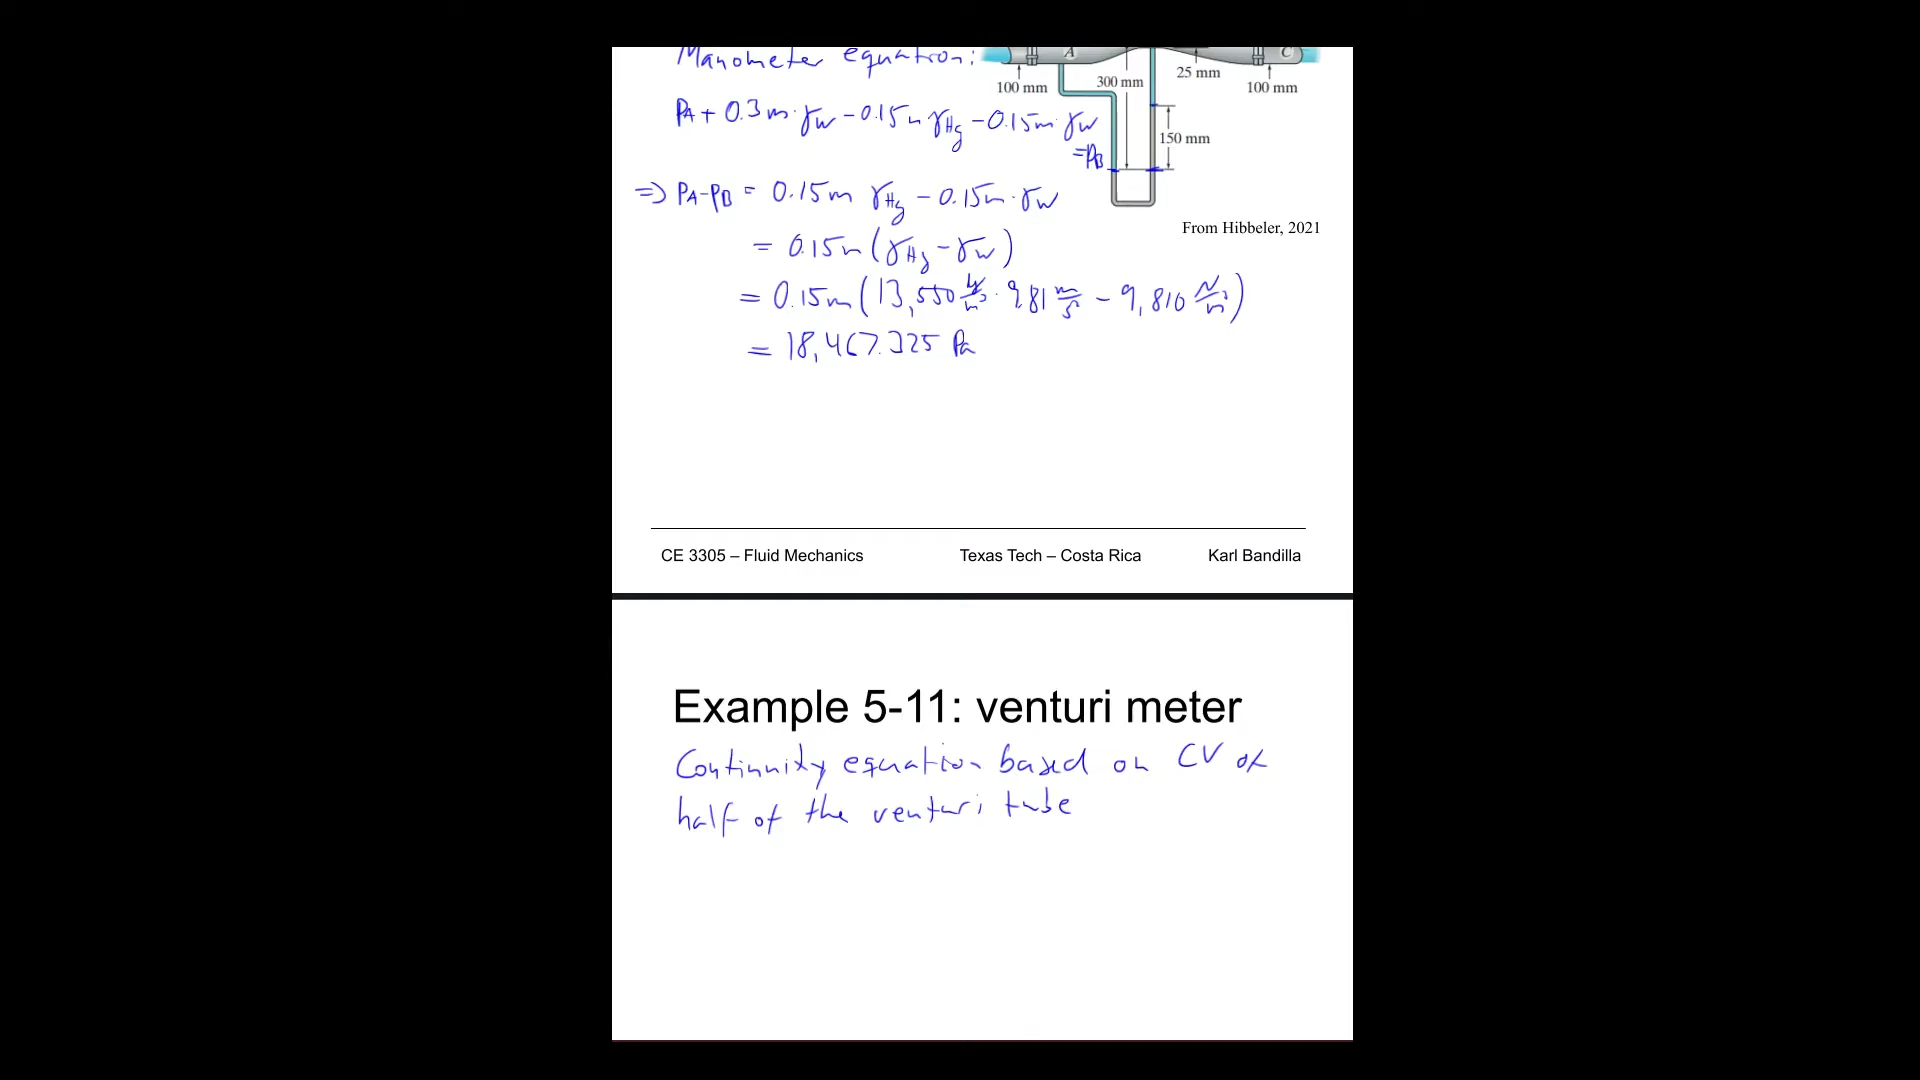 Manometer equation:
A
C
100 mm
300 mm
25 mm
100 mm
PA + 0.3m·γw - 0.15m γHg - 0.15m·γw
= PB
150 mm
=> PA-PB = 0.15m γHg - 0.15m·γw
From Hibbeler, 2021
= 0.15m (γHg - γw)
= 0.15m (13,550 kg/m³ · 9.81 m/s² - 9,810 N/m³)
= 18,467.325 Pa
CE 3305 – Fluid Mechanics Texas Tech – Costa Rica Karl Bandilla
Example 5-11: venturi meter
Continuity equation based on CV of
half of the venturi tube